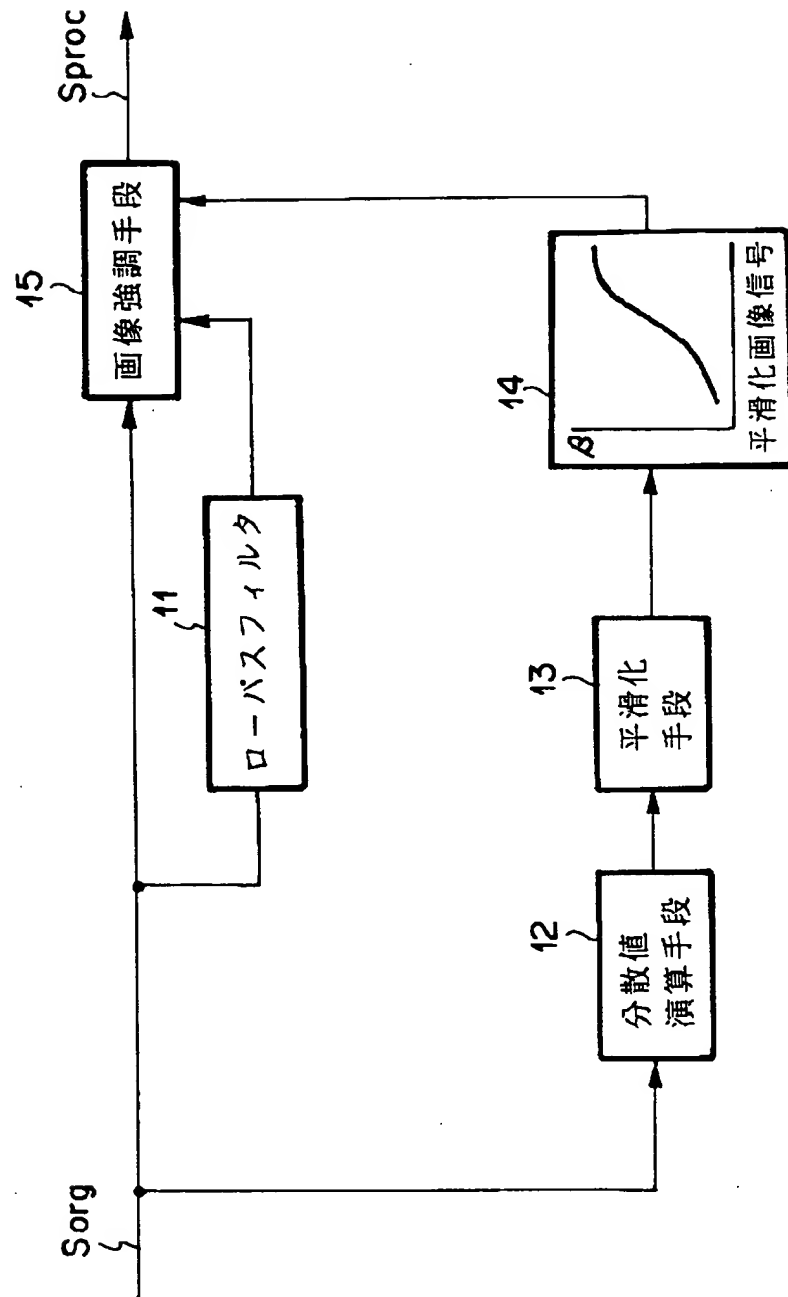 Sorg
Sproc
15
画像強調手段
11
ローパスフィルタ
12
分散値
演算手段
13
平滑化
手段
14
β
平滑化画像信号